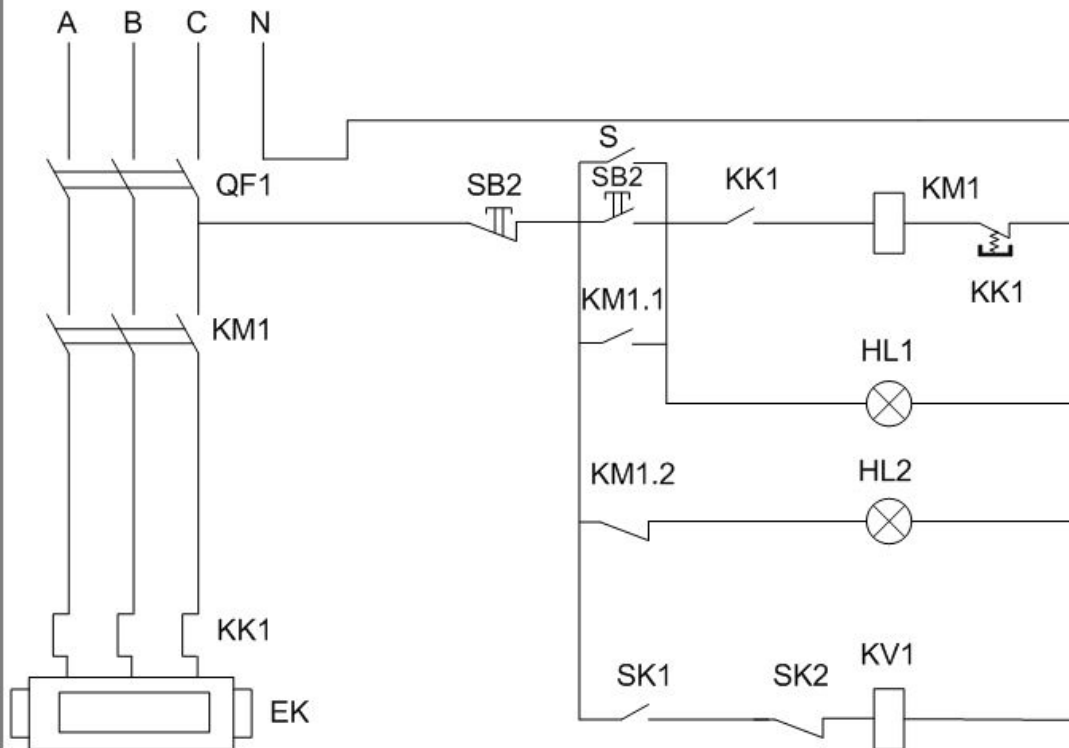 A B C N
S
QF1 SB2 SB2 KK1 KM1
KK1
KM1 KM1.1
HL1
KM1.2 HL2
KK1 SK1 SK2 KV1
EK